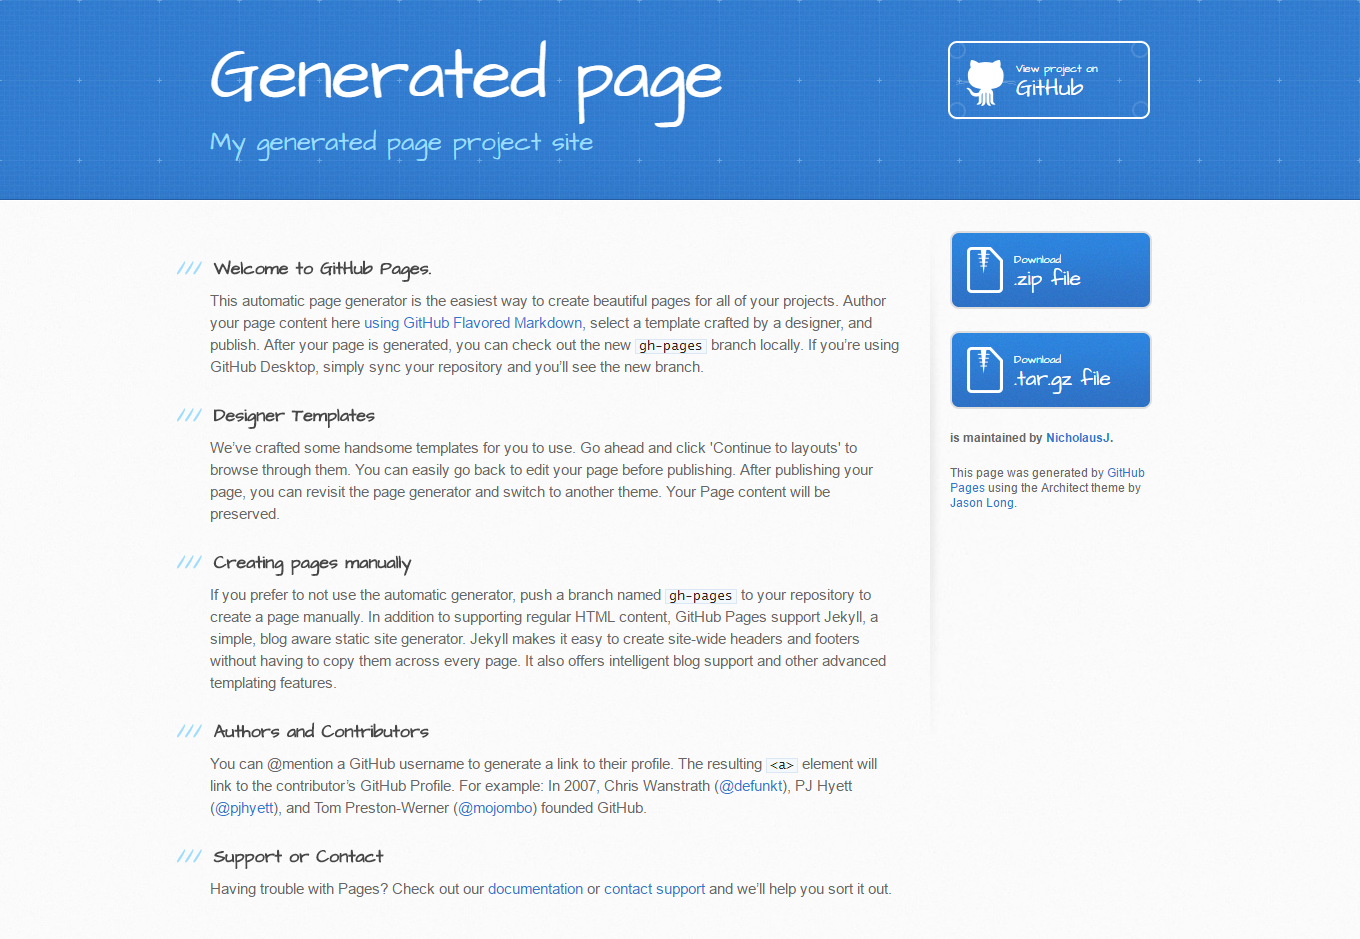 Generated page
My generated page project site
View project on
GitHub
/// Welcome to GitHub Pages.
This automatic page generator is the easiest way to create beautiful pages for all of your projects. Author
your page content here using GitHub Flavored Markdown, select a template crafted by a designer, and
publish. After your page is generated, you can check out the new gh-pages branch locally. If you’re using
GitHub Desktop, simply sync your repository and you’ll see the new branch.
/// Designer Templates
We’ve crafted some handsome templates for you to use. Go ahead and click 'Continue to layouts' to
browse through them. You can easily go back to edit your page before publishing. After publishing your
page, you can revisit the page generator and switch to another theme. Your Page content will be
preserved.
/// Creating pages manually
If you prefer to not use the automatic generator, push a branch named gh-pages to your repository to
create a page manually. In addition to supporting regular HTML content, GitHub Pages support Jekyll, a
simple, blog aware static site generator. Jekyll makes it easy to create site-wide headers and footers
without having to copy them across every page. It also offers intelligent blog support and other advanced
templating features.
/// Authors and Contributors
You can @mention a GitHub username to generate a link to their profile. The resulting <a> element will
link to the contributor’s GitHub Profile. For example: In 2007, Chris Wanstrath (@defunkt), PJ Hyett
(@pjhyett), and Tom Preston-Werner (@mojombo) founded GitHub.
/// Support or Contact
Having trouble with Pages? Check out our documentation or contact support and we’ll help you sort it out.
Download
.zip file
Download
.tar.gz file
is maintained by NicholausJ.
This page was generated by GitHub
Pages using the Architect theme by
Jason Long.